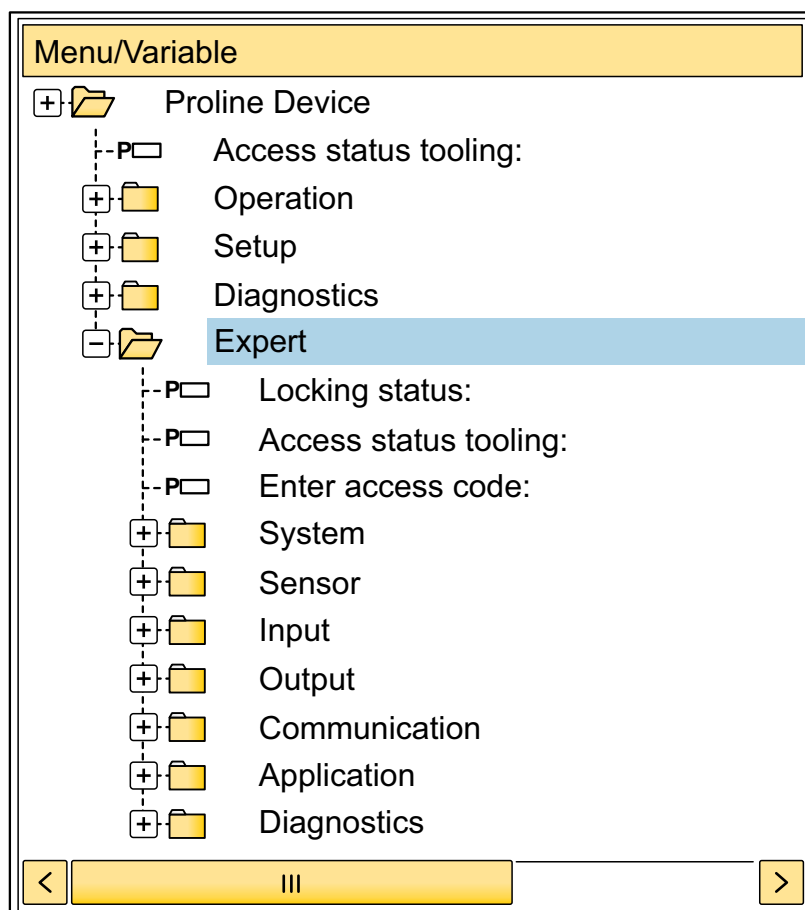 Menu/Variable
Proline Device
P Access status tooling:
Operation
Setup
Diagnostics
Expert
P Locking status:
P Access status tooling:
P Enter access code:
System
Sensor
Input
Output
Communication
Application
Diagnostics